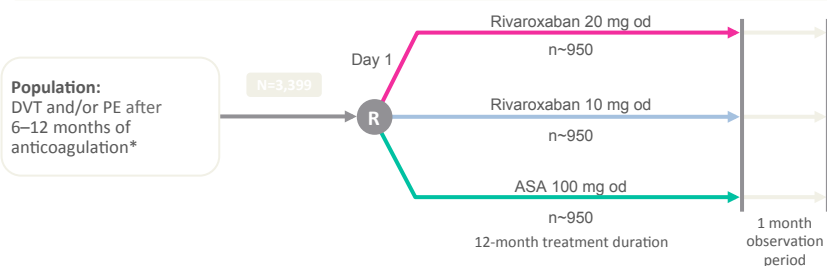 Population:
DVT and/or PE after
6–12 months of
anticoagulation*
N=3,399
Day 1
R
Rivaroxaban 20 mg od
n~950
Rivaroxaban 10 mg od
n~950
ASA 100 mg od
n~950
12-month treatment duration
1 month
observation
period